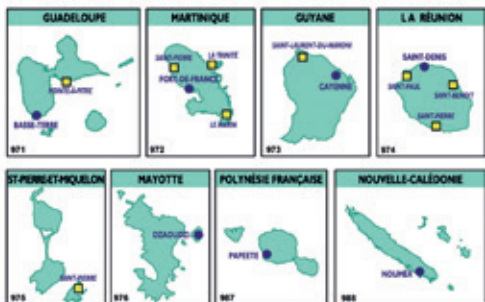 GUADELOUPE
POINTE-A-PITRE
BASSE-TERRE
971
MARTINIQUE
SAINT-PIERRE
LA TRINITÉ
FORT-DE-FRANCE
LE MARIN
972
GUYANE
SAINT-LAURENT-DU-MARONI
CAYENNE
973
LA RÉUNION
SAINT-DENIS
SAINT-PAUL
SAINT-BENOIT
SAINT-PIERRE
974
ST-PIERRE-ET-MIQUELON
SAINT-PIERRE
975
MAYOTTE
DZAOUDZI
976
POLYNÉSIE FRANÇAISE
PAPEETE
987
NOUVELLE-CALÉDONIE
NOUMEA
988